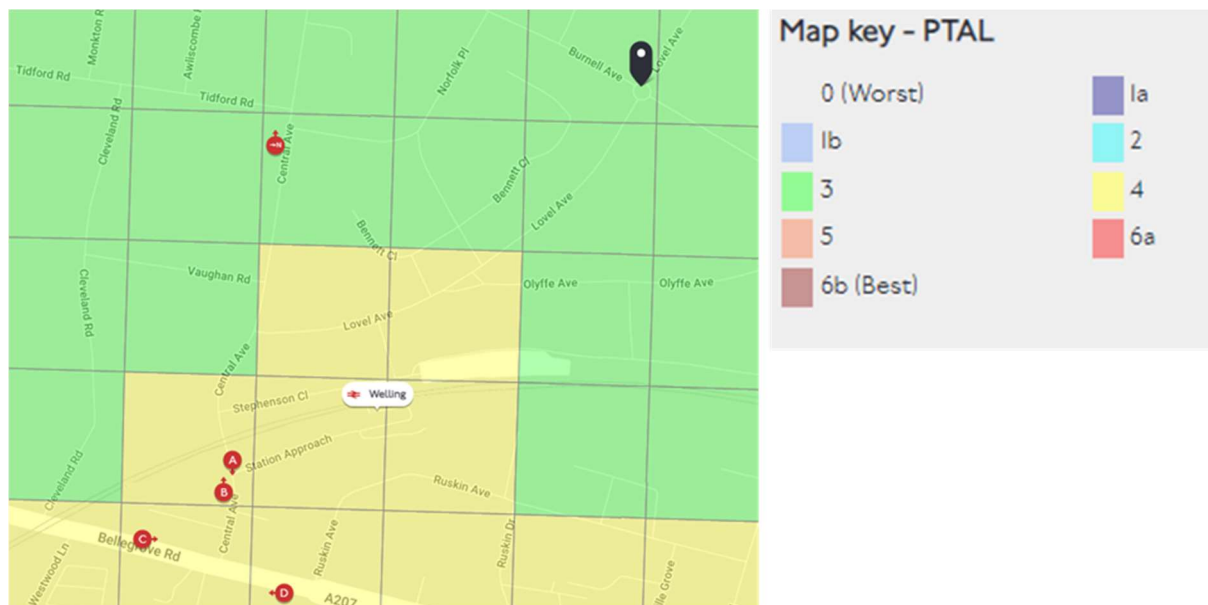 Monkton R
Awliscombe R
Tidford Rd
Tidford Rd
Cleveland Rd
Central Ave
Norfolk Pl
Burnell Ave
Lovel Ave
→N
Bennett Cl
Lovel Ave
Bennett Cl
Vaughan Rd
Cleveland Rd
Olyffe Ave
Olyffe Ave
Lovel Ave
Central Ave
Stephenson Cl
Welling
A
Station Approach
B
Cleveland Rd
Central Ave
Ruskin Ave
C
Bellegrove Rd
Ruskin Ave
Ruskin Dr
Westwood Ln
D
A207
lle Grove
Map key - PTAL
0 (Worst)
1a
1b
2
3
4
5
6a
6b (Best)